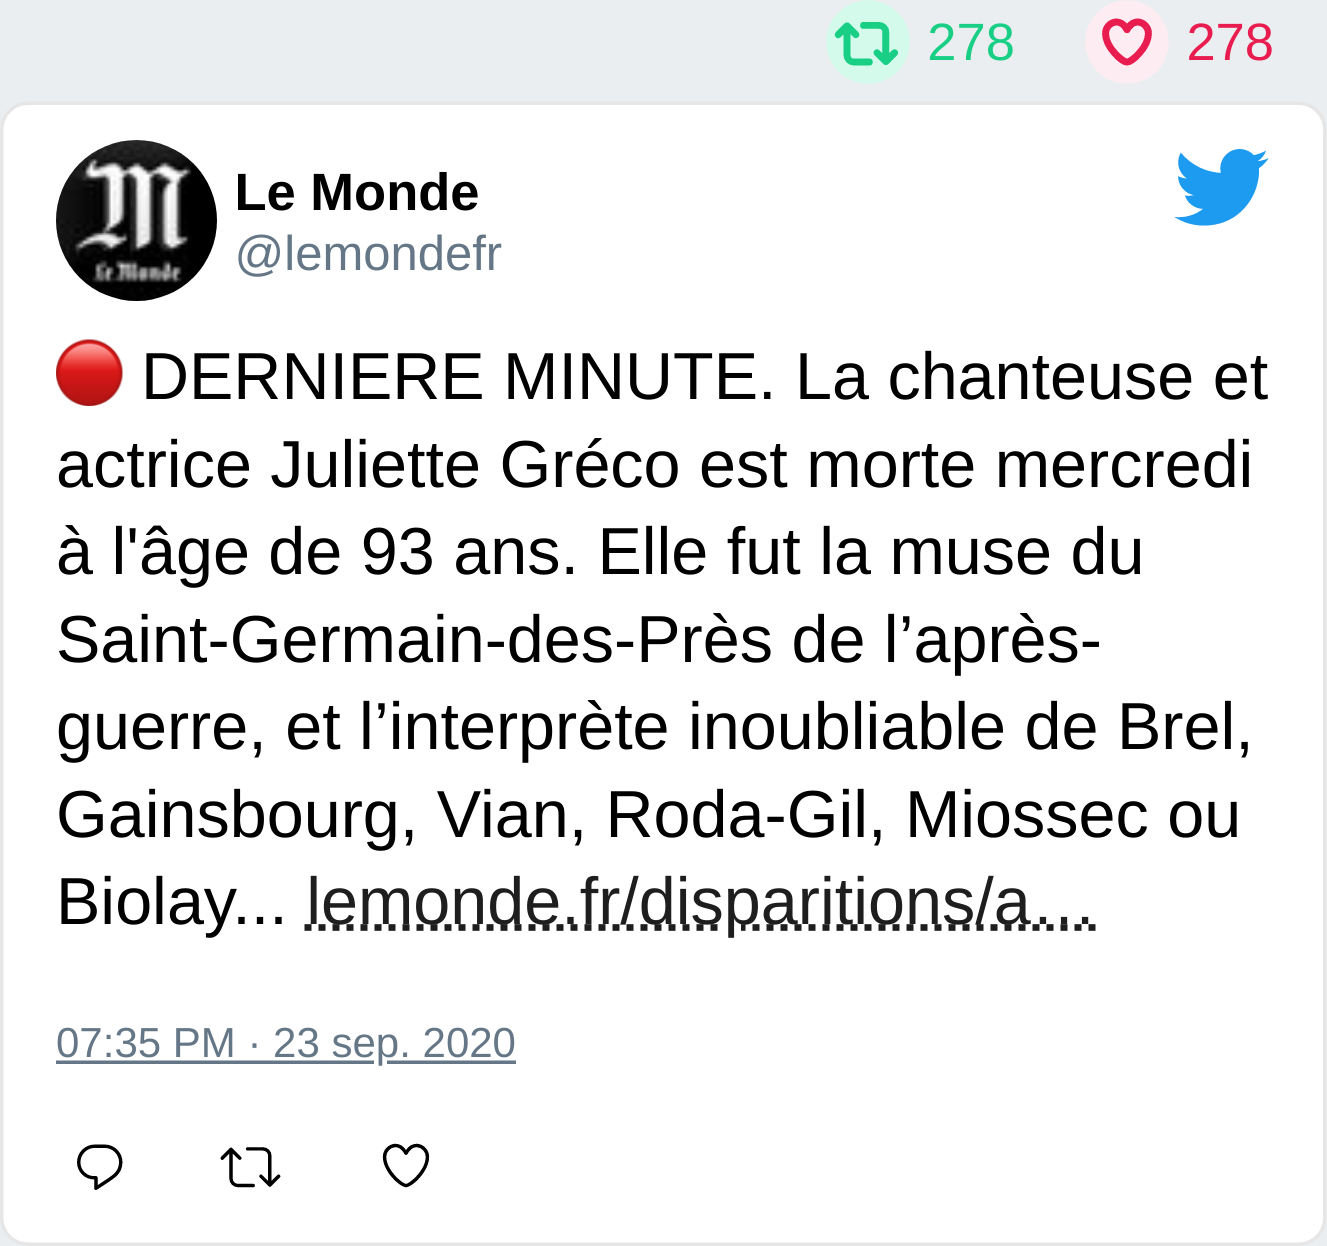 278 278
Le Monde
Le Monde
@lemondefr
🔴 DERNIERE MINUTE. La chanteuse et
actrice Juliette Gréco est morte mercredi
à l'âge de 93 ans. Elle fut la muse du
Saint-Germain-des-Près de l’après-
guerre, et l’interprète inoubliable de Brel,
Gainsbourg, Vian, Roda-Gil, Miossec ou
Biolay... lemonde.fr/disparitions/a...
07:35 PM · 23 sep. 2020